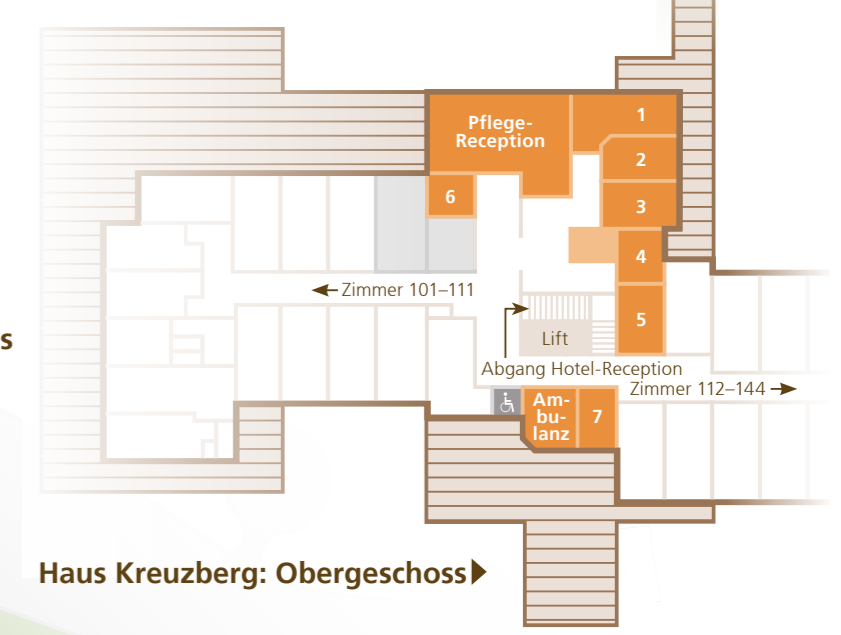 Pflege-
Reception
1
2
3
6
4
Zimmer 101–111
5
s
Lift
Abgang Hotel-Reception
Zimmer 112–144
Am-
bu-
lanz
7
Haus Kreuzberg: Obergeschoss